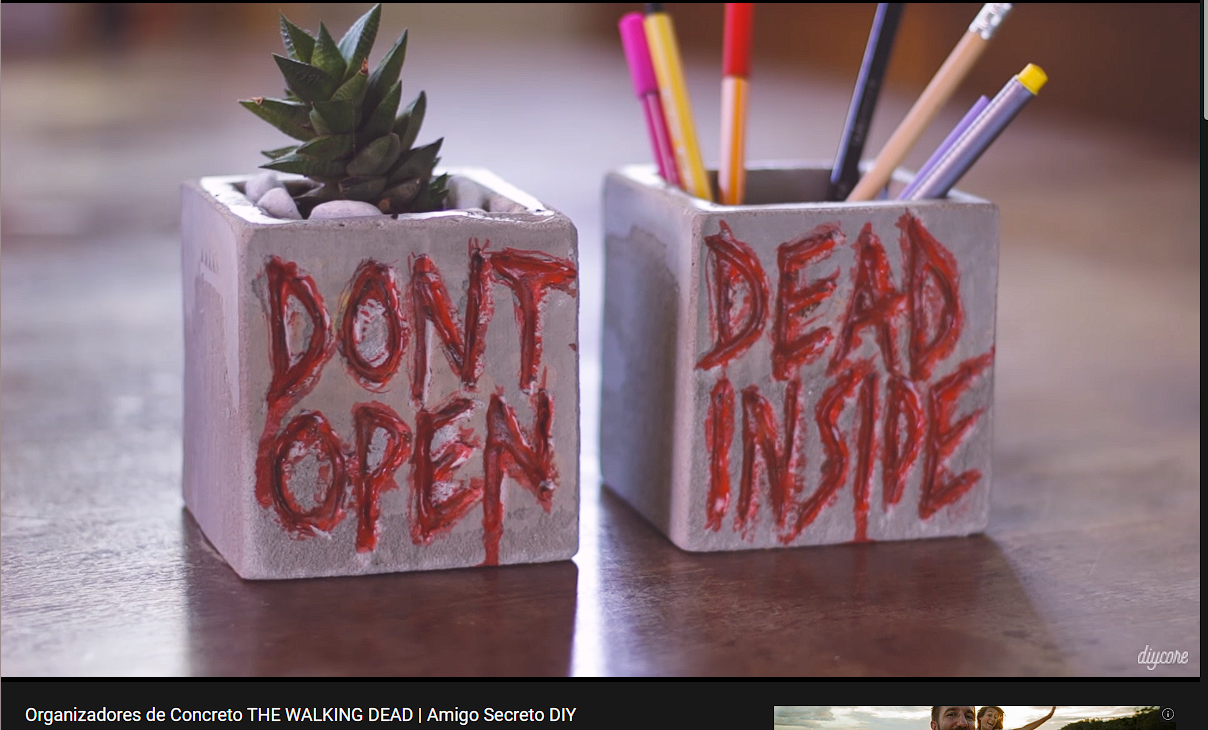 DONT
OPEN
DEAD
INSIDE
diycore
Organizadores de Concreto THE WALKING DEAD | Amigo Secreto DIY